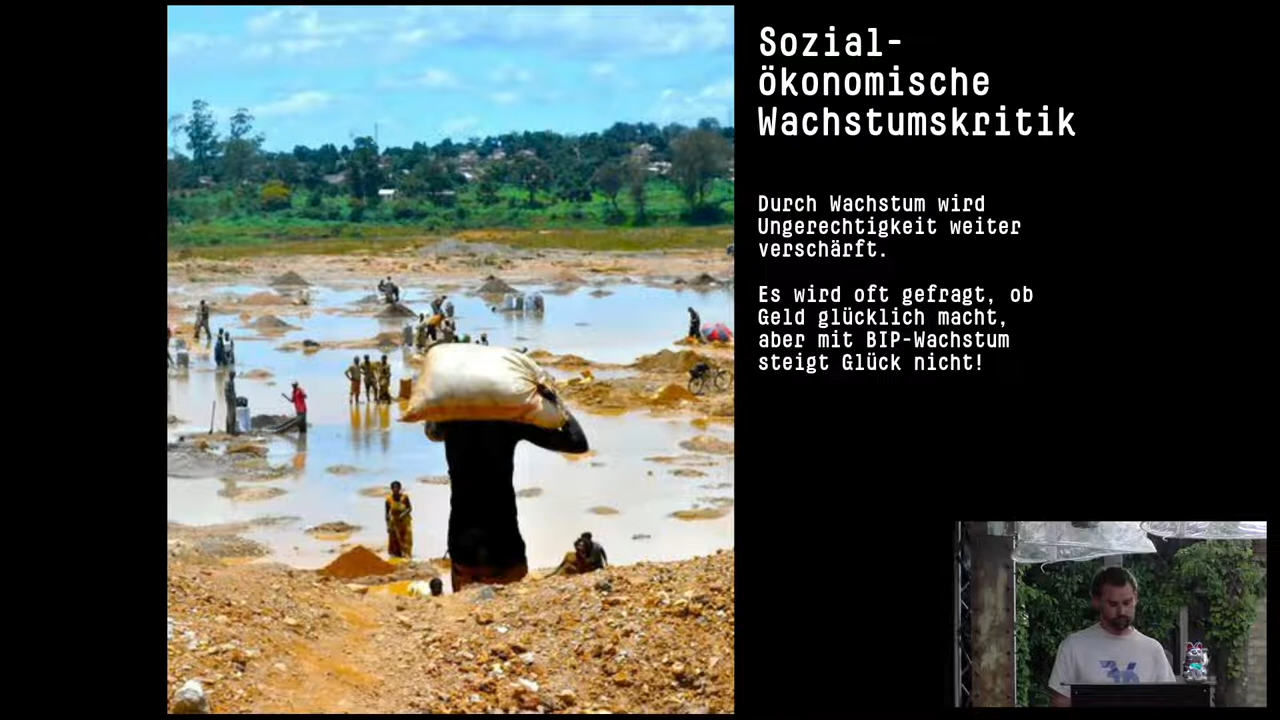 Sozial-
ökonomische
Wachstumskritik
Durch Wachstum wird
Ungerechtigkeit weiter
verschärft.
Es wird oft gefragt, ob
Geld glücklich macht,
aber mit BIP-Wachstum
steigt Glück nicht!